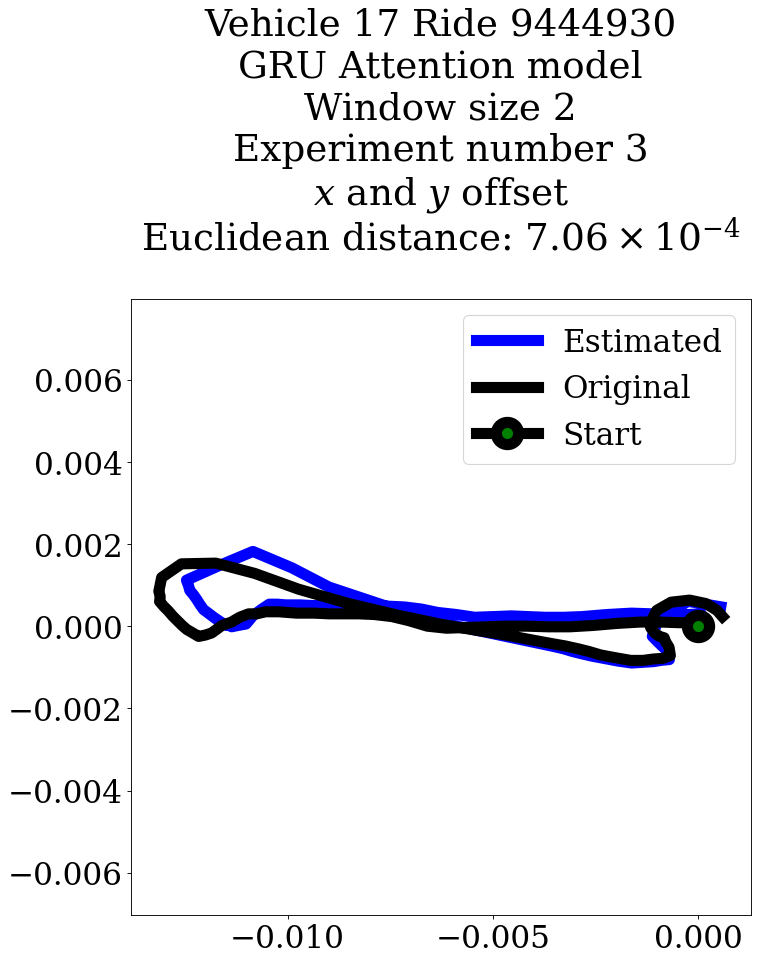 Vehicle 17 Ride 9444930
GRU Attention model
Window size 2
Experiment number 3
x and y offset
Euclidean distance: 7.06 × 10⁻⁴
Estimated
Original
Start
0.006
0.004
0.002
0.000
−0.002
−0.004
−0.006
−0.010
−0.005
0.000